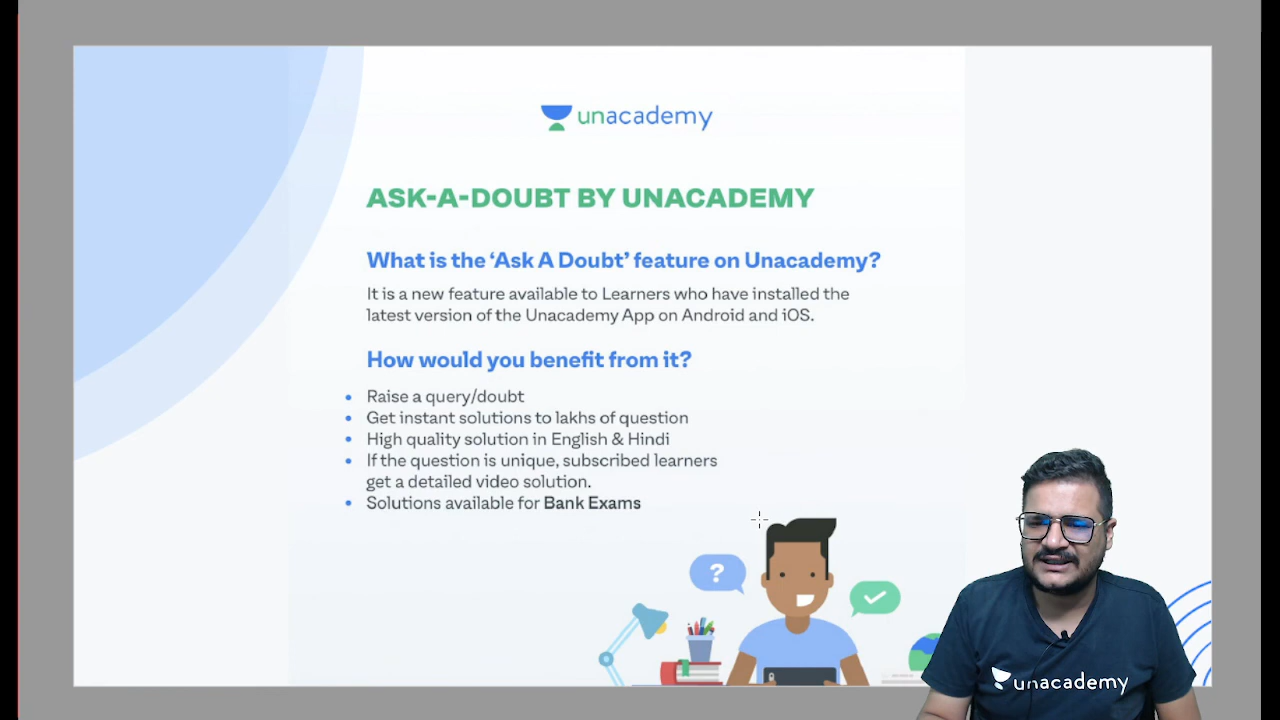 unacademy
ASK-A-DOUBT BY UNACADEMY
What is the ‘Ask A Doubt’ feature on Unacademy?
It is a new feature available to Learners who have installed the
latest version of the Unacademy App on Android and iOS.
How would you benefit from it?
• Raise a query/doubt
• Get instant solutions to lakhs of question
• High quality solution in English & Hindi
• If the question is unique, subscribed learners
get a detailed video solution.
• Solutions available for Bank Exams
?
unacademy